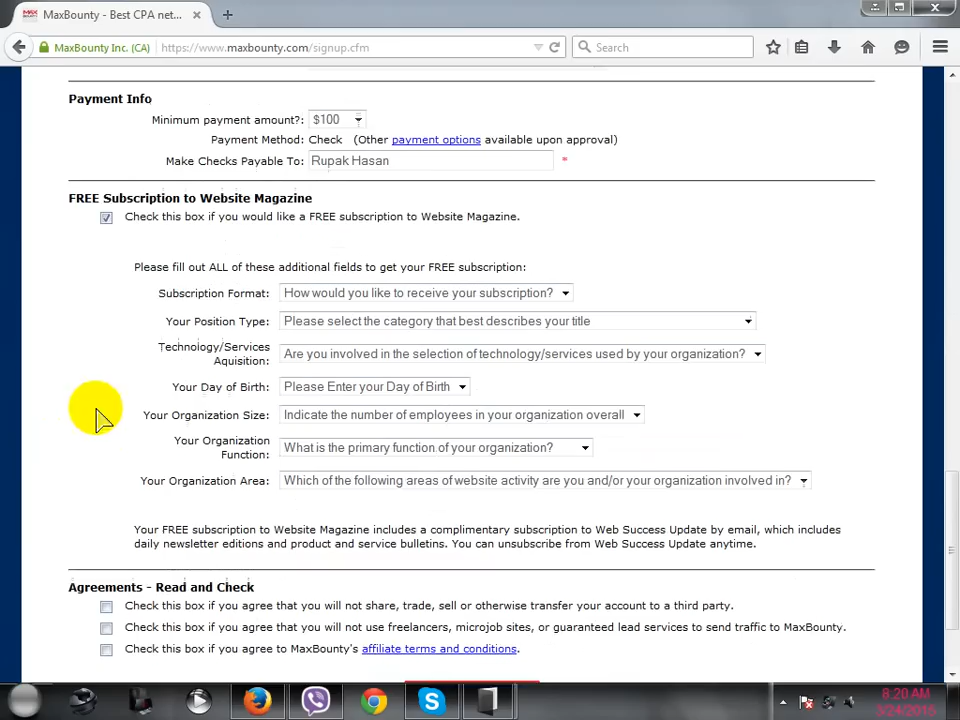 MaxBounty - Best CPA net...
MaxBounty Inc. (CA)
https://www.maxbounty.com/signup.cfm
Search
Payment Info
Minimum payment amount?: $100
Payment Method: Check (Other payment options available upon approval)
Make Checks Payable To: Rupak Hasan *
FREE Subscription to Website Magazine
Check this box if you would like a FREE subscription to Website Magazine.
Please fill out ALL of these additional fields to get your FREE subscription:
Subscription Format: How would you like to receive your subscription?
Your Position Type: Please select the category that best describes your title
Technology/Services
Aquisition: Are you involved in the selection of technology/services used by your organization?
Your Day of Birth: Please Enter your Day of Birth
Your Organization Size: Indicate the number of employees in your organization overall
Your Organization
Function: What is the primary function of your organization?
Your Organization Area: Which of the following areas of website activity are you and/or your organization involved in?
Your FREE subscription to Website Magazine includes a complimentary subscription to Web Success Update by email, which includes
daily newsletter editions and product and service bulletins. You can unsubscribe from Web Success Update anytime.
Agreements - Read and Check
Check this box if you agree that you will not share, trade, sell or otherwise transfer your account to a third party.
Check this box if you agree that you will not use freelancers, microjob sites, or guaranteed lead services to send traffic to MaxBounty.
Check this box if you agree to MaxBounty's affiliate terms and conditions.
8:20 AM
3/24/2015